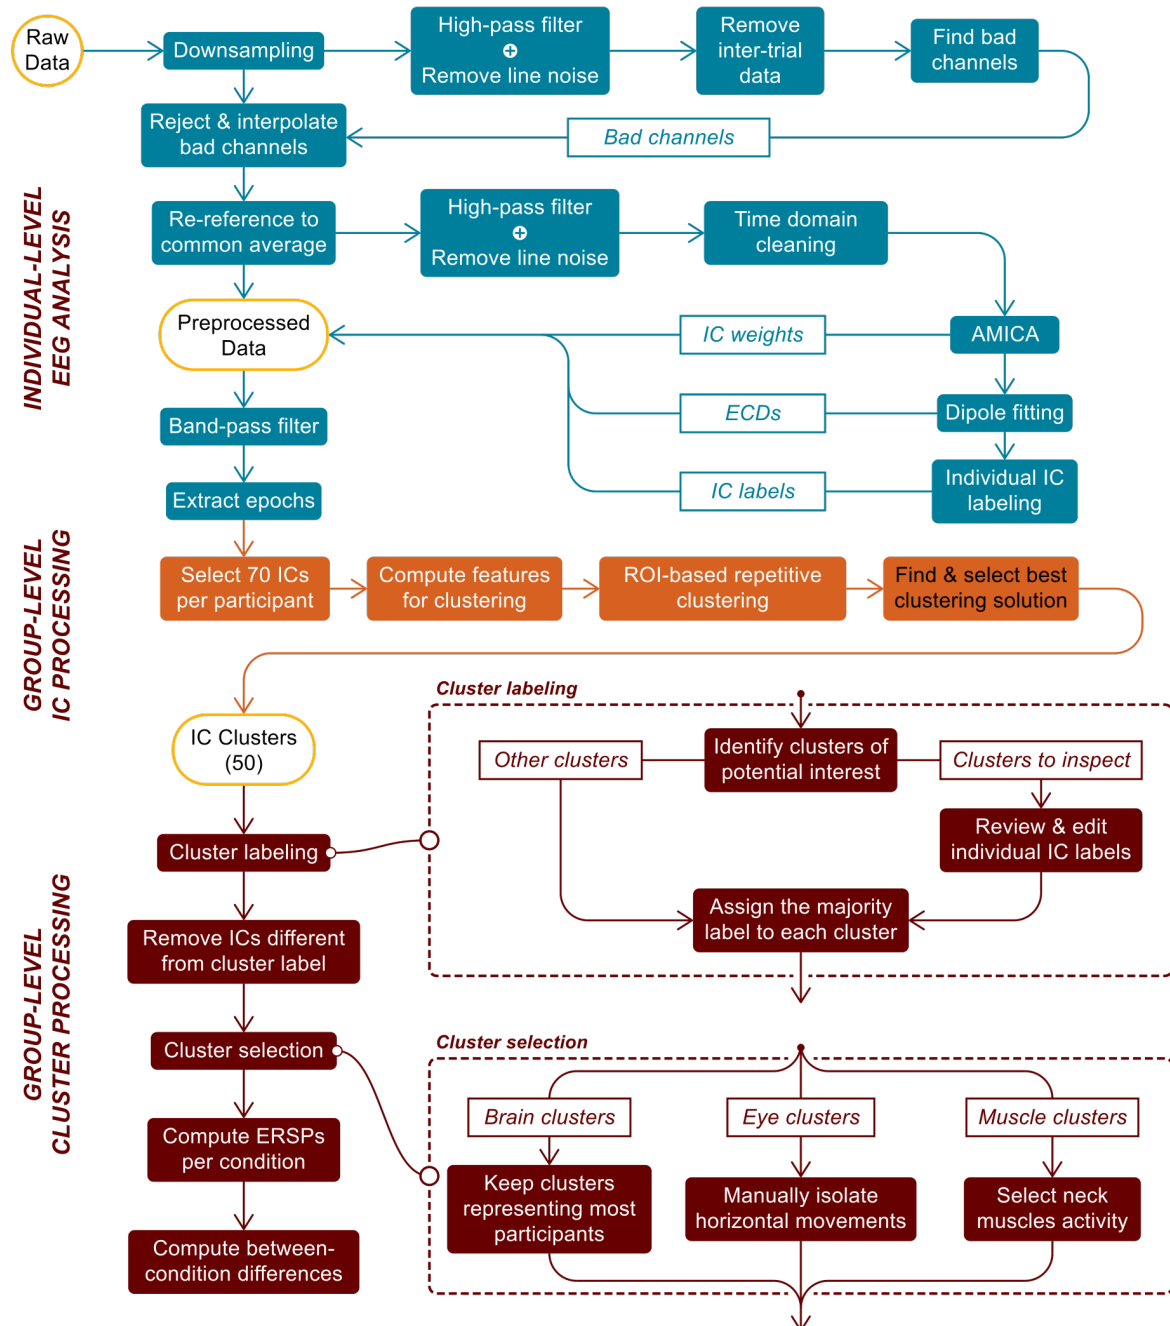 Raw
Data
Downsampling
High-pass filter
+
Remove line noise
Remove
inter-trial
data
Find bad
channels
Reject & interpolate
bad channels
Bad channels
INDIVIDUAL-LEVEL
EEG ANALYSIS
Re-reference to
common average
High-pass filter
+
Remove line noise
Time domain
cleaning
Preprocessed
Data
IC weights
AMICA
Band-pass filter
ECDs
Dipole fitting
Extract epochs
IC labels
Individual IC
labeling
GROUP-LEVEL
IC PROCESSING
Select 70 ICs
per participant
Compute features
for clustering
ROI-based repetitive
clustering
Find & select best
clustering solution
IC Clusters
(50)
GROUP-LEVEL
CLUSTER PROCESSING
Cluster labeling
Remove ICs different
from cluster label
Cluster selection
Compute ERSPs
per condition
Compute between-
condition differences
Cluster labeling
Identify clusters of
potential interest
Other clusters
Clusters to inspect
Review & edit
individual IC labels
Assign the majority
label to each cluster
Cluster selection
Brain clusters
Eye clusters
Muscle clusters
Keep clusters
representing most
participants
Manually isolate
horizontal movements
Select neck
muscles activity